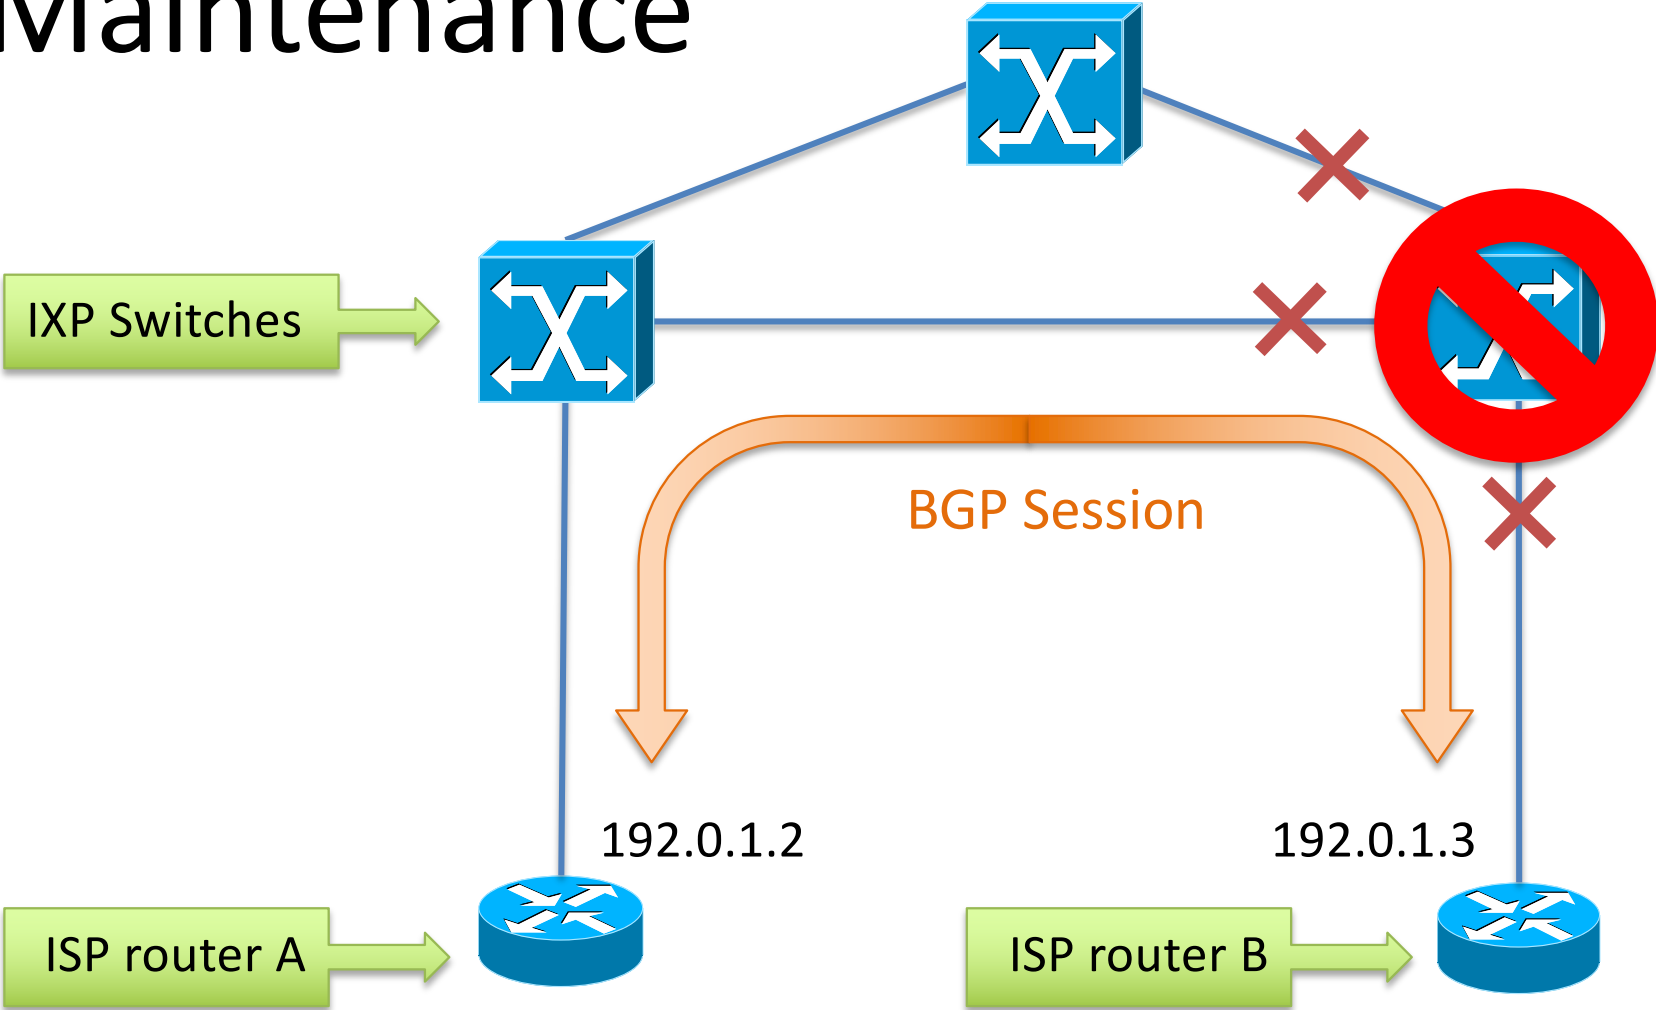 Maintenance
IXP Switches
BGP Session
192.0.1.2
192.0.1.3
ISP router A
ISP router B